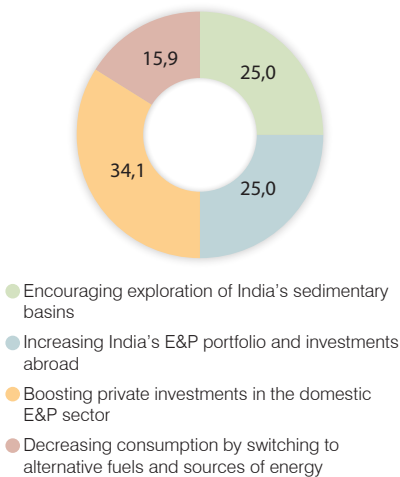 15,9
25,0
34,1
25,0
Encouraging exploration of India's sedimentary
basins
Increasing India's E&P portfolio and investments
abroad
Boosting private investments in the domestic
E&P sector
Decreasing consumption by switching to
alternative fuels and sources of energy